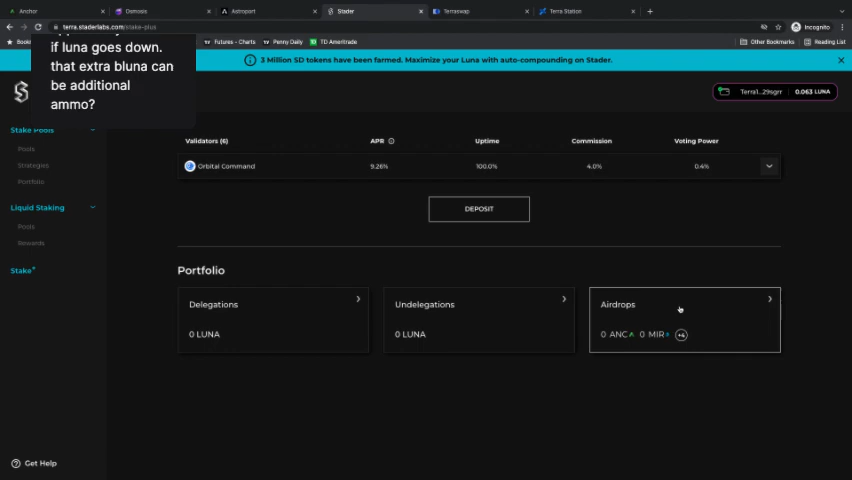 Anchor
Osmosis
Astroport
Stader
Terraswap
Terra Station
terra.staderlabs.com/stake-plus
Incognito
Futures - Charts
Penny Daily
TD Ameritrade
Other Bookmarks
Reading List
3 Million SD tokens have been farmed. Maximize your Luna with auto-compounding on Stader.
if luna goes down.
that extra bluna can
be additional
ammo?
0.063 LUNA
Stake Pools
Pools
Strategies
Portfolio
Liquid Staking
Pools
Rewards
Stake+
Validators (6)
APR
Uptime
Commission
Voting Power
Orbital Command
9.26%
100.0%
4.0%
0.4%
DEPOSIT
Portfolio
Delegations
0 LUNA
Undelegations
0 LUNA
Airdrops
0 ANC
0 MIR
+4
Get Help